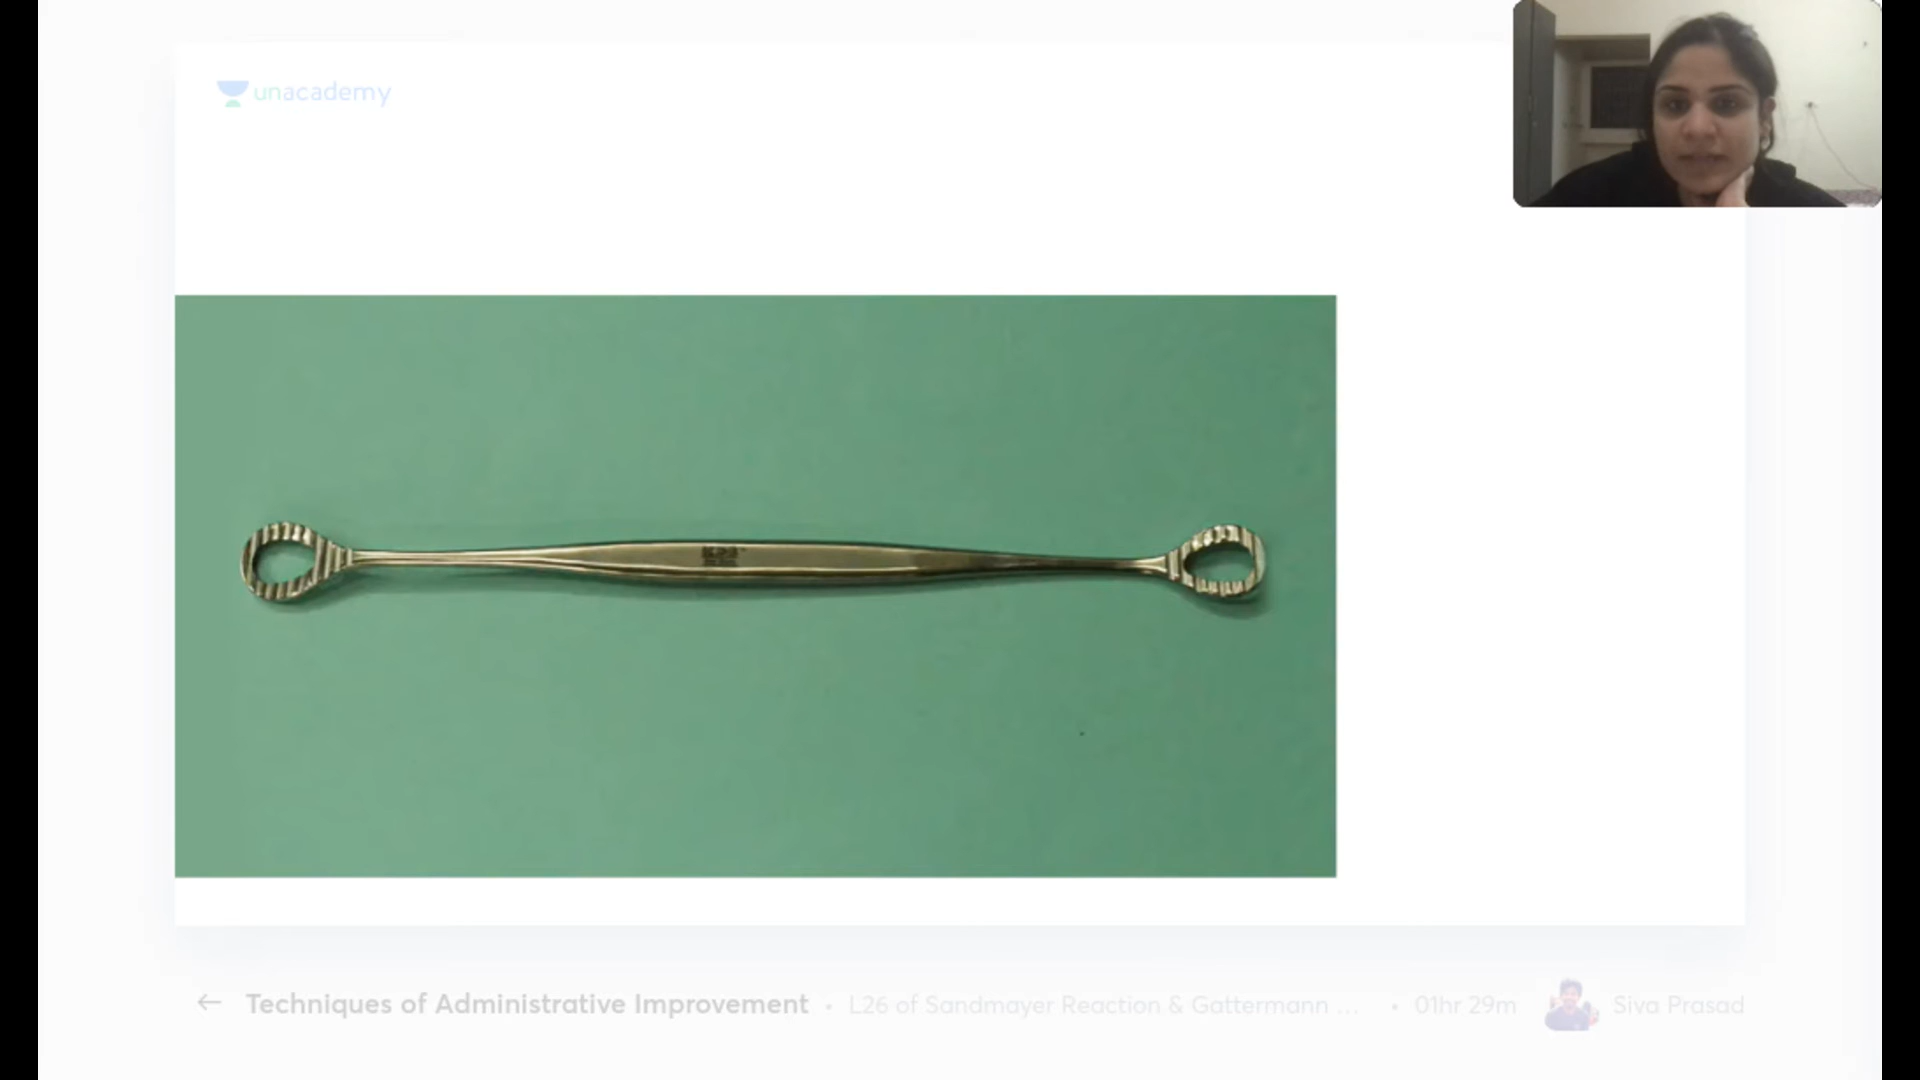 unacademy
← Techniques of Administrative Improvement • L26 of Sandmayer Reaction & Gattermann ... • 01hr 29m Siva Prasad